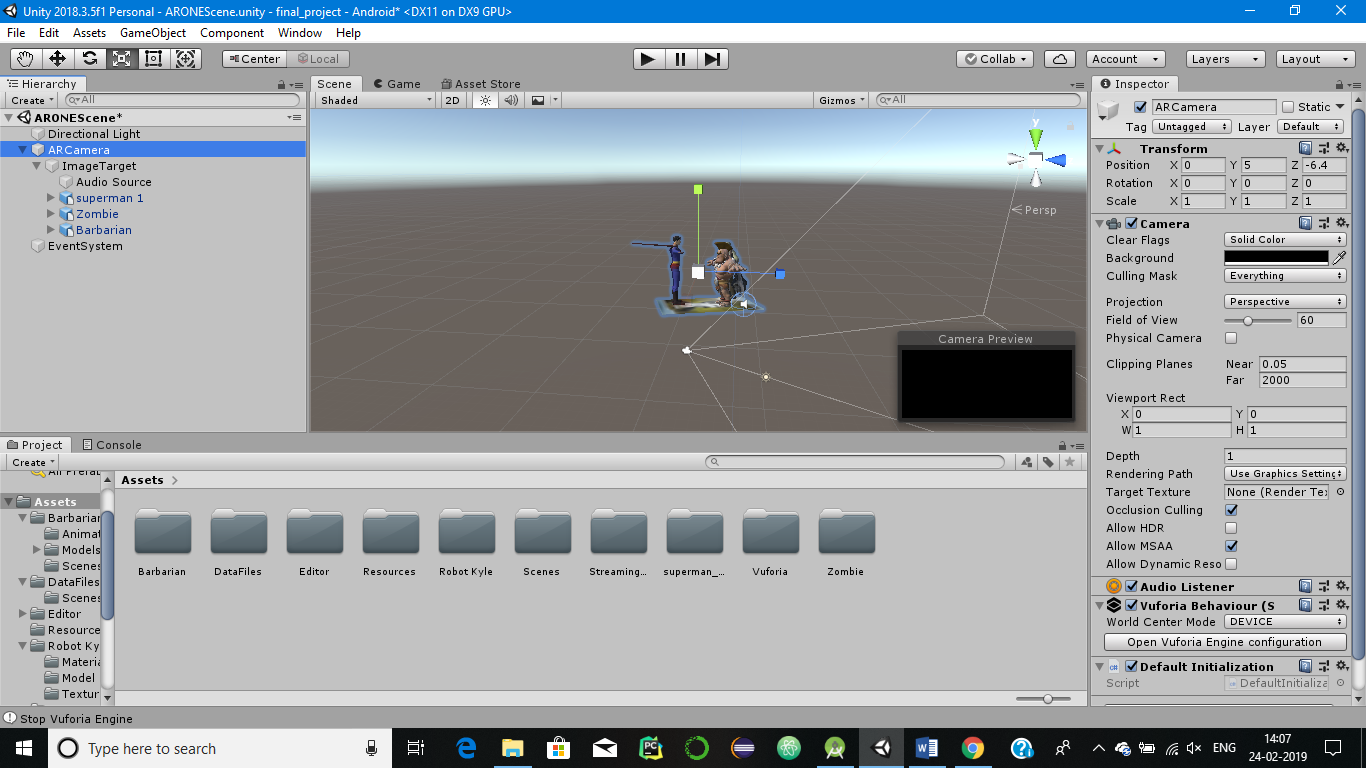 Unity 2018.3.5f1 Personal - ARONEScene.unity - final_project - Android* <DX11 on DX9 GPU>
File Edit Assets GameObject Component Window Help
Center Local Collab Account Layers Layout
Hierarchy
Create All
ARONEScene*
Directional Light
ARCamera
ImageTarget
Audio Source
superman 1
Zombie
Barbarian
EventSystem
Scene Game Asset Store
Shaded 2D Gizmos All
y
Persp
Camera Preview
Inspector
ARCamera Static
Tag Untagged Layer Default
Transform
Position X 0 Y 5 Z -6.4
Rotation X 0 Y 0 Z 0
Scale X 1 Y 1 Z 1
Camera
Clear Flags Solid Color
Background
Culling Mask Everything
Projection Perspective
Field of View 60
Physical Camera
Clipping Planes Near 0.05
Far 2000
Viewport Rect
X 0 Y 0
W 1 H 1
Depth 1
Rendering Path Use Graphics Setting
Target Texture None (Render Te
Occlusion Culling
Allow HDR
Allow MSAA
Allow Dynamic Reso
Audio Listener
Vuforia Behaviour (S
World Center Mode DEVICE
Open Vuforia Engine configuration
Default Initialization
Script DefaultInitializa
Project Console
Create
All Prefab
Assets
Barbarian
Animat
Models
Scenes
DataFiles
Scenes
Editor
Resource
Robot Ky
Materia
Model
Textur
Assets
Barbarian DataFiles Editor Resources Robot Kyle Scenes Streaming... superman_... Vuforia Zombie
Stop Vuforia Engine
Type here to search
ENG
14:07
24-02-2019